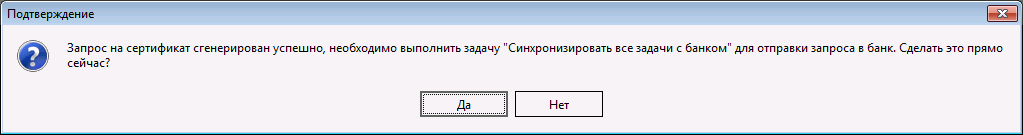 Подтверждение
Запрос на сертификат сгенерирован успешно, необходимо выполнить задачу "Синхронизировать все задачи с банком" для отправки запроса в банк. Сделать это прямо
сейчас?
Да
Нет